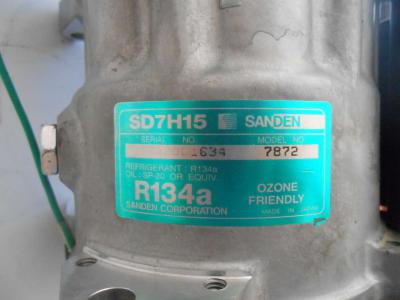 SD7H15 SANDEN
SERIAL NO. MODEL NO.
1634 7872
REFRIGERANT : R134a
OIL : SP-20 OR EQUIV.
R134a OZONE FRIENDLY
SANDEN CORPORATION MADE IN JAPAN